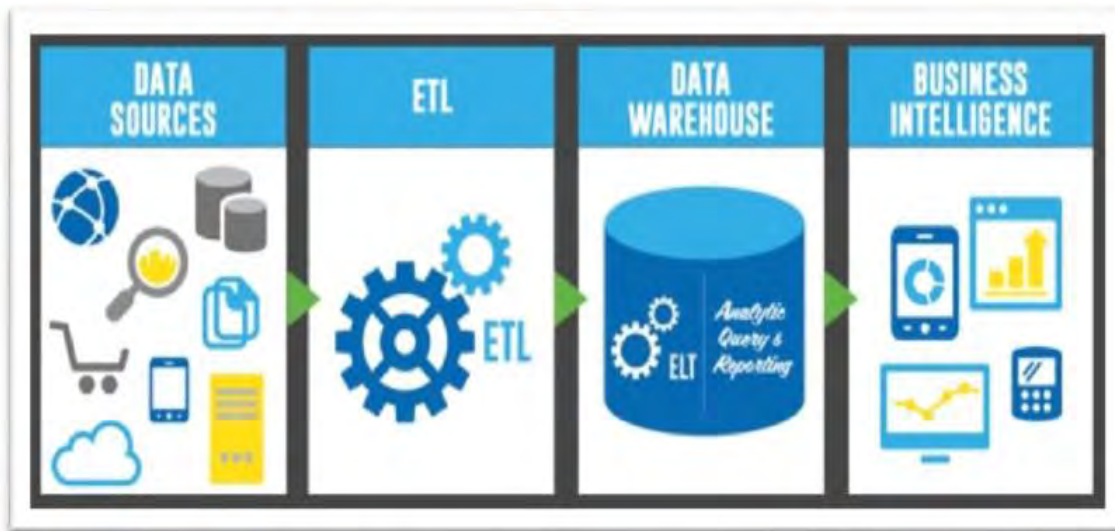 DATA
SOURCES
ETL
DATA
WAREHOUSE
BUSINESS
INTELLIGENCE
ETL
ELT
Analytic
Query &
Reporting